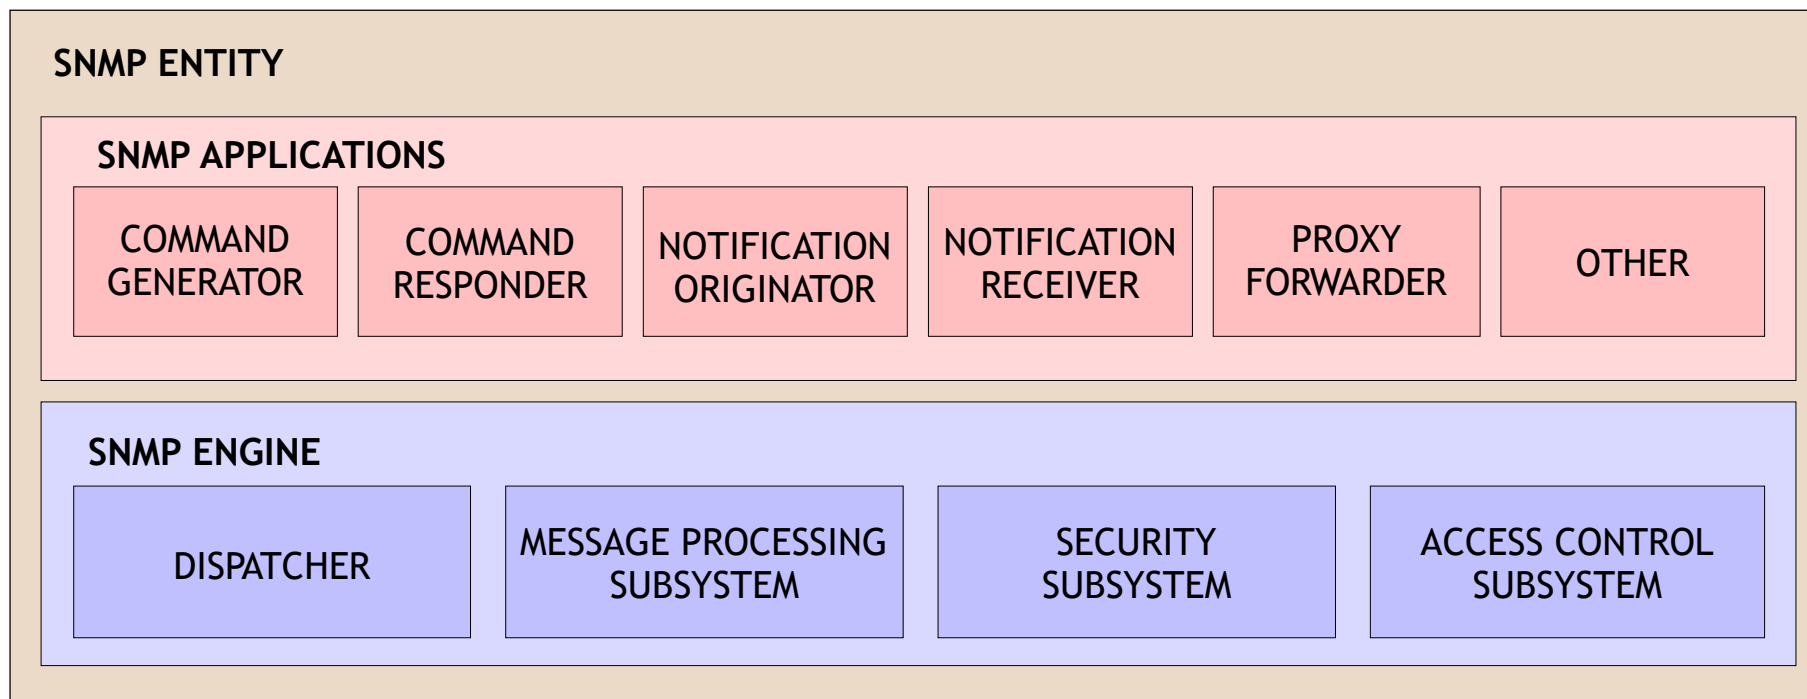 SNMP ENTITY
SNMP APPLICATIONS
COMMAND
GENERATOR
COMMAND
RESPONDER
NOTIFICATION
ORIGINATOR
NOTIFICATION
RECEIVER
PROXY
FORWARDER
OTHER
SNMP ENGINE
DISPATCHER
MESSAGE PROCESSING
SUBSYSTEM
SECURITY
SUBSYSTEM
ACCESS CONTROL
SUBSYSTEM